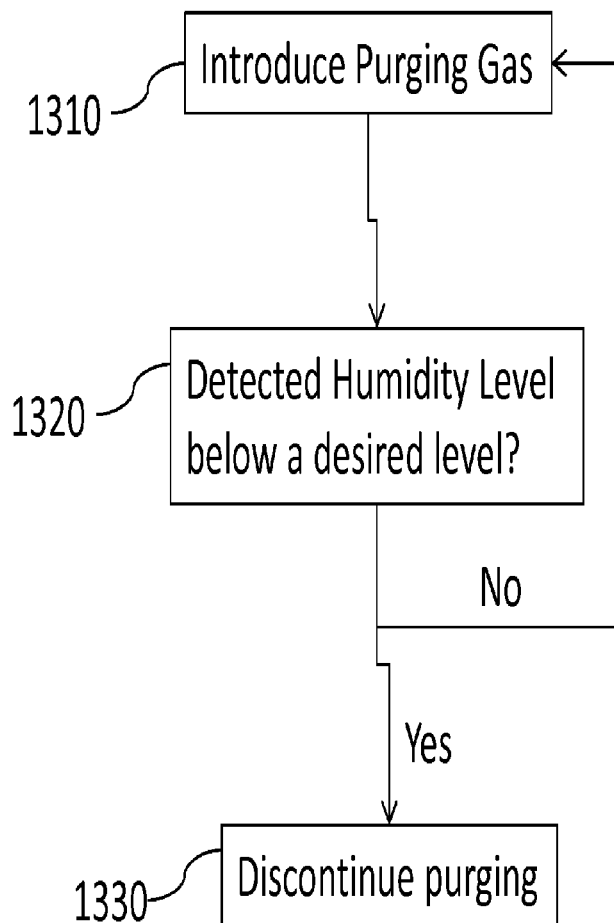 Introduce Purging Gas
1310
Detected Humidity Level
below a desired level?
1320
No
Yes
Discontinue purging
1330